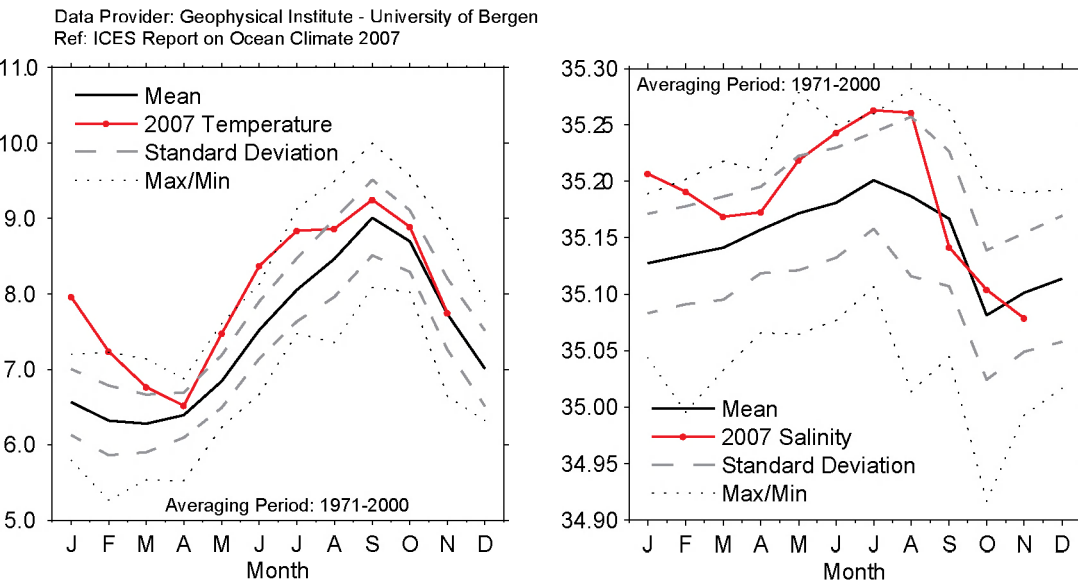 Data Provider: Geophysical Institute - University of Bergen
Ref: ICES Report on Ocean Climate 2007
11.0
10.0
9.0
8.0
7.0
6.0
5.0
Mean
2007 Temperature
Standard Deviation
Max/Min
Averaging Period: 1971-2000
J F M A M J J A S O N D
Month
35.30
35.25
35.20
35.15
35.10
35.05
35.00
34.95
34.90
Averaging Period: 1971-2000
Mean
2007 Salinity
Standard Deviation
Max/Min
J F M A M J J A S O N D
Month